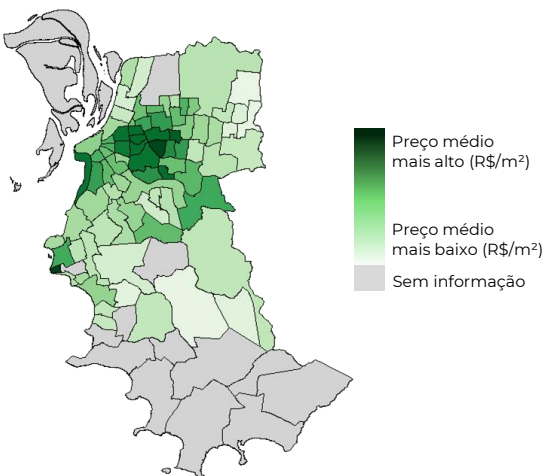 Preço médio
mais alto (R$/m²)
Preço médio
mais baixo (R$/m²)
Sem informação